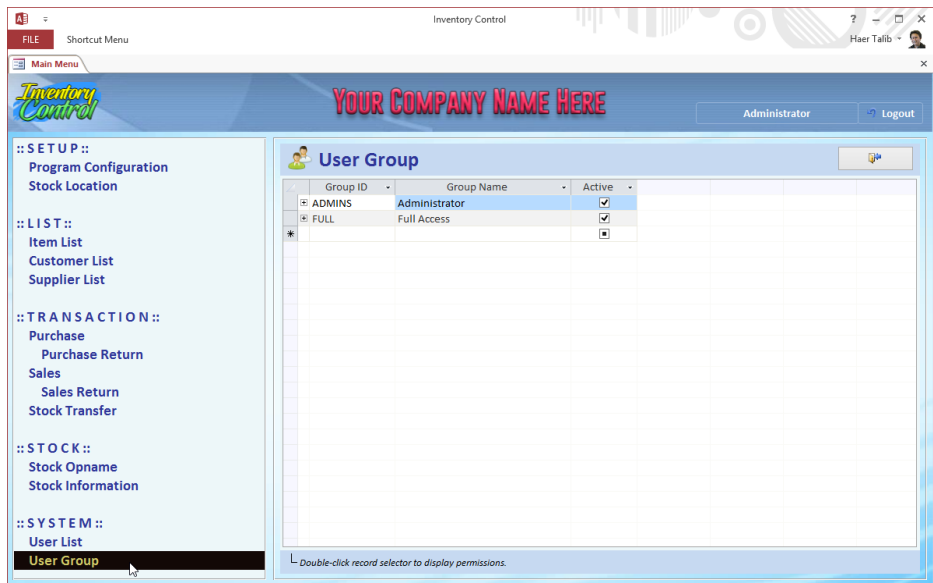 Inventory Control
?
FILE
Shortcut Menu
Haer Talib
Main Menu
Inventory
Control
YOUR COMPANY NAME HERE
Administrator
Logout
:: S E T U P ::
Program Configuration
Stock Location
:: L I S T ::
Item List
Customer List
Supplier List
:: T R A N S A C T I O N ::
Purchase
Purchase Return
Sales
Sales Return
Stock Transfer
:: S T O C K ::
Stock Opname
Stock Information
:: S Y S T E M ::
User List
User Group
User Group
Group ID Group Name Active
ADMINS Administrator
FULL Full Access
Double-click record selector to display permissions.